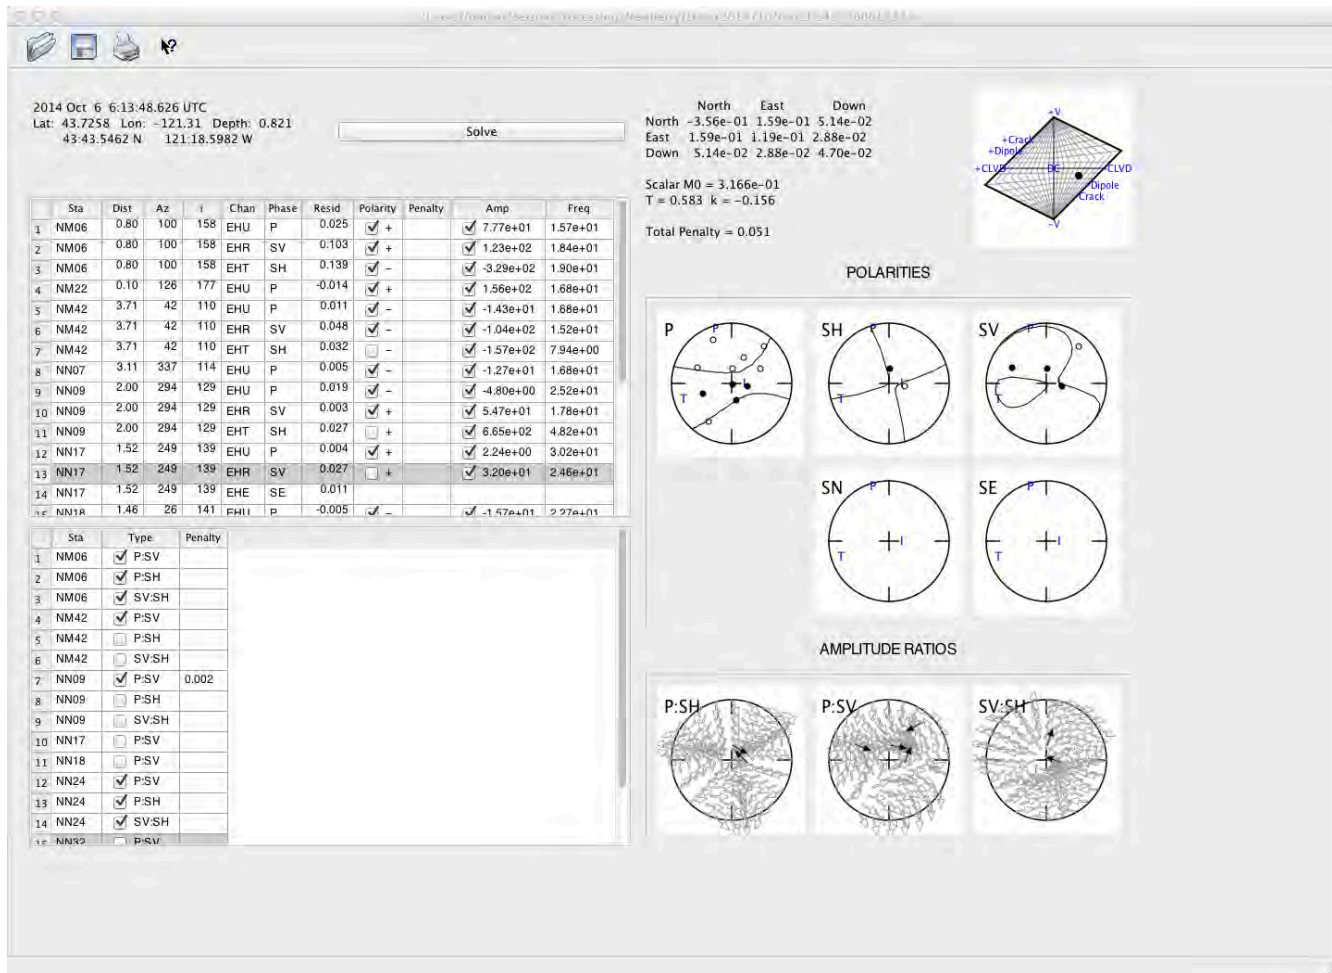 2014 Oct 6 6:13:48.626 UTC
Lat: 43.7258 Lon: -121.31 Depth: 0.821
43:43.5462 N 121:18.5982 W
Solve
North East Down
North -3.56e-01 1.59e-01 5.14e-02
East 1.59e-01 1.19e-01 2.88e-02
Down 5.14e-02 2.88e-02 4.70e-02
Scalar M0 = 3.166e-01
T = 0.583 k = -0.156
Total Penalty = 0.051
+V
+Crack
+Dipole
+CLVD DC -CLVD
-Dipole
-Crack
-V
Sta Dist Az i Chan Phase Resid Polarity Penalty Amp Freq
1 NM06 0.80 100 158 EHU P 0.025 + 7.77e+01 1.57e+01
2 NM06 0.80 100 158 EHR SV 0.103 + 1.23e+02 1.84e+01
3 NM06 0.80 100 158 EHT SH 0.139 - -3.29e+02 1.90e+01
4 NM22 0.10 126 177 EHU P -0.014 + 1.56e+02 1.68e+01
5 NM42 3.71 42 110 EHU P 0.011 - -1.43e+01 1.68e+01
6 NM42 3.71 42 110 EHR SV 0.048 - -1.04e+02 1.52e+01
7 NM42 3.71 42 110 EHT SH 0.032 - -1.57e+02 7.94e+00
8 NN07 3.11 337 114 EHU P 0.005 - -1.27e+01 1.68e+01
9 NN09 2.00 294 129 EHU P 0.019 - -4.80e+00 2.52e+01
10 NN09 2.00 294 129 EHR SV 0.003 + 5.47e+01 1.78e+01
11 NN09 2.00 294 129 EHT SH 0.027 + 6.65e+02 4.82e+01
12 NN17 1.52 249 139 EHU P 0.004 + 2.24e+00 3.02e+01
13 NN17 1.52 249 139 EHR SV 0.027 + 3.20e+01 2.46e+01
14 NN17 1.52 249 139 EHE SE 0.011
15 NN18 1.46 26 141 EHU P -0.005 - -1.57e+01 2.27e+01
Sta Type Penalty
1 NM06 P:SV
2 NM06 P:SH
3 NM06 SV:SH
4 NM42 P:SV
5 NM42 P:SH
6 NM42 SV:SH
7 NN09 P:SV 0.002
8 NN09 P:SH
9 NN09 SV:SH
10 NN17 P:SV
11 NN18 P:SV
12 NN24 P:SV
13 NN24 P:SH
14 NN24 SV:SH
15 NN32 P:SV
POLARITIES
P P T I
SH P T I
SV P T I
SN P T I
SE P T I
AMPLITUDE RATIOS
P:SH P:SV SV:SH